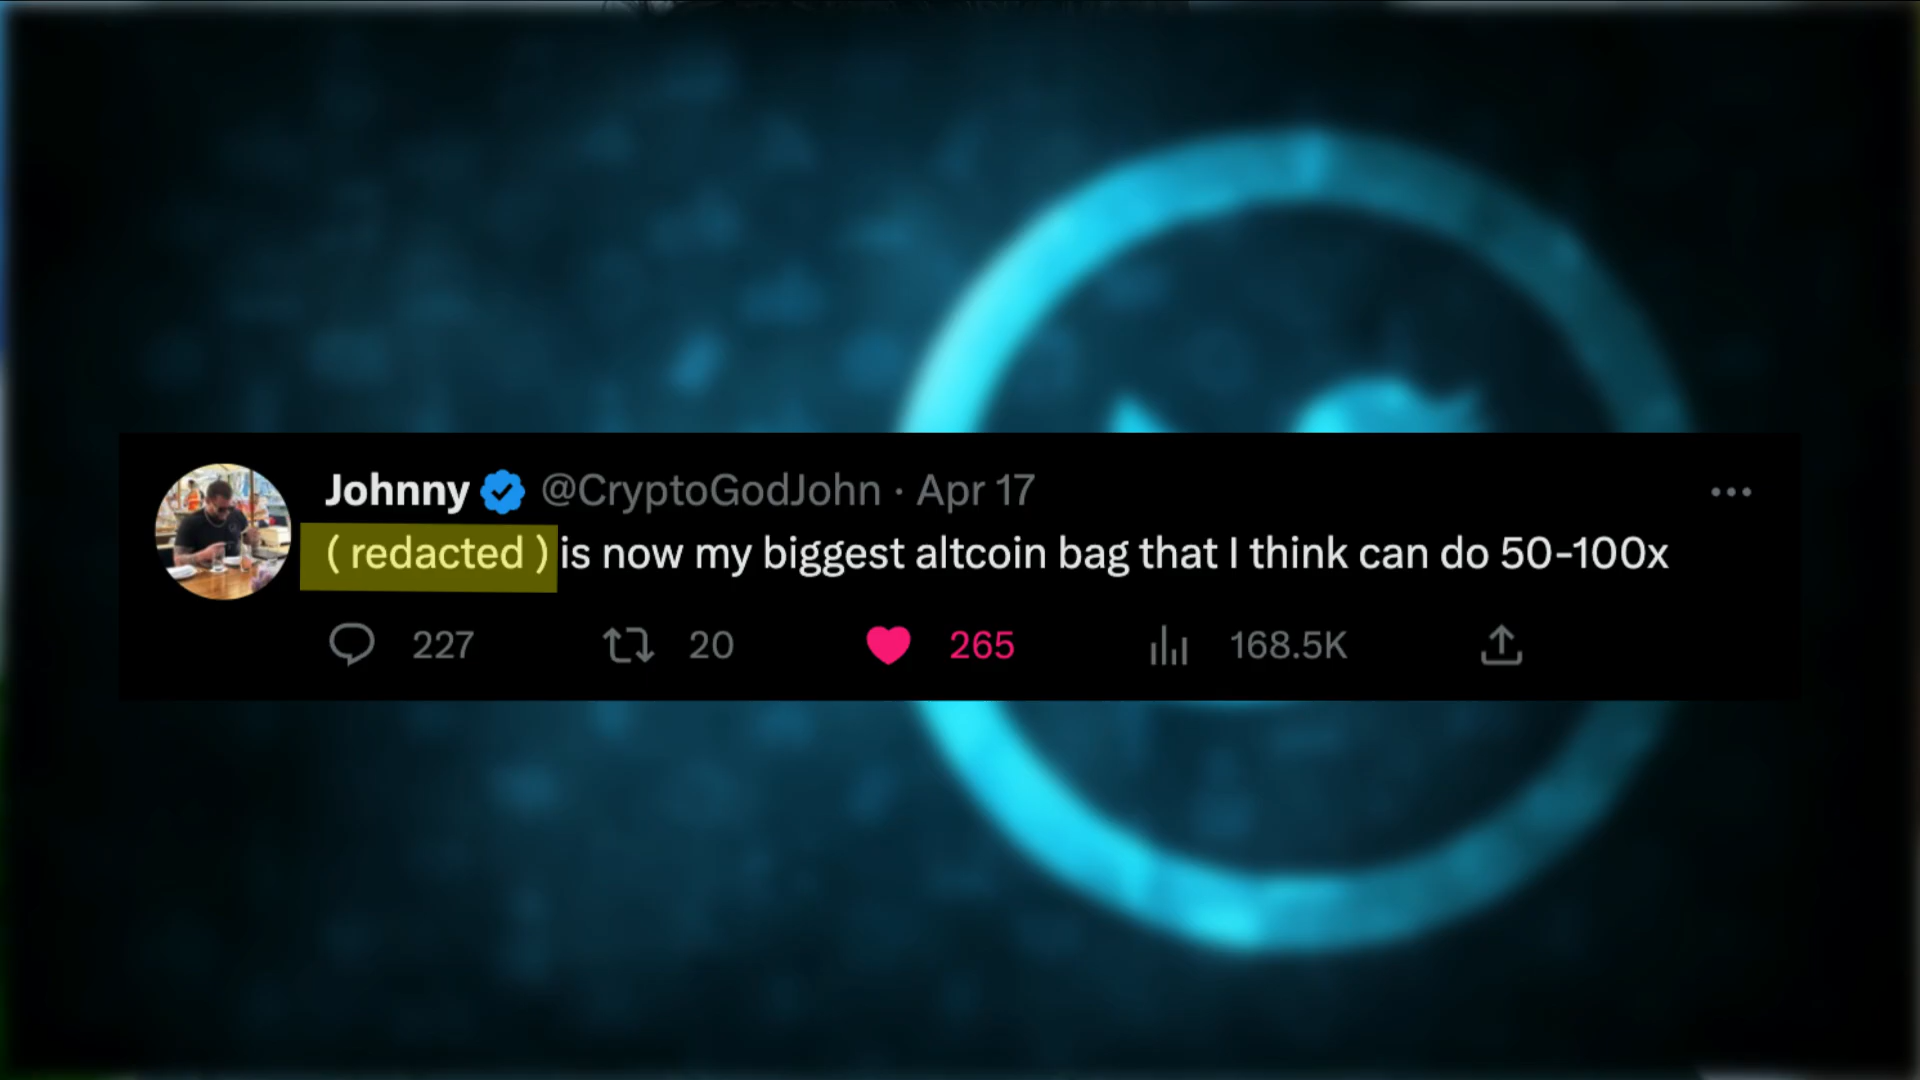 Johnny @CryptoGodJohn · Apr 17
( redacted ) is now my biggest altcoin bag that I think can do 50-100x
227 20 265 168.5K